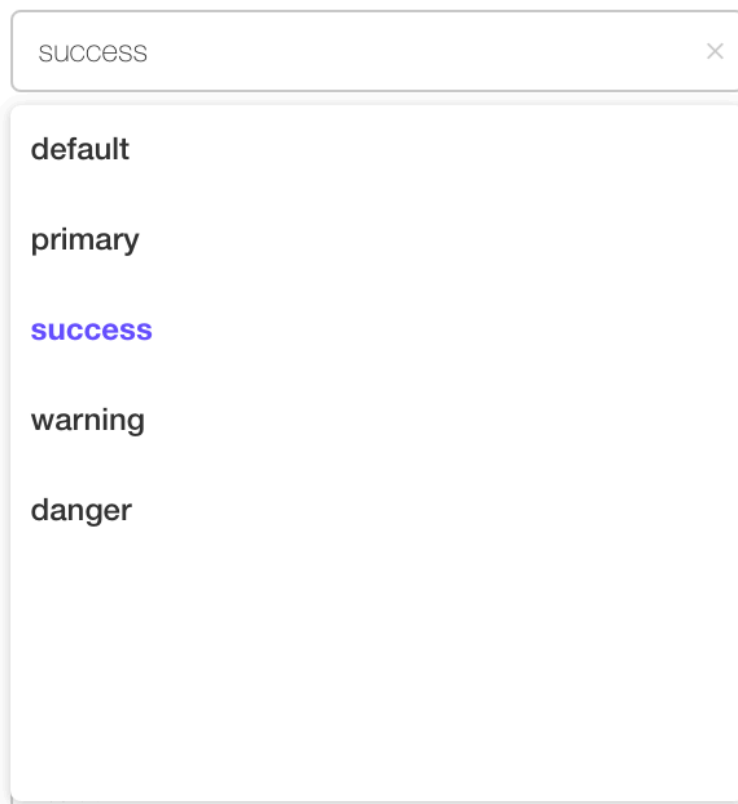 success
default
primary
success
warning
danger